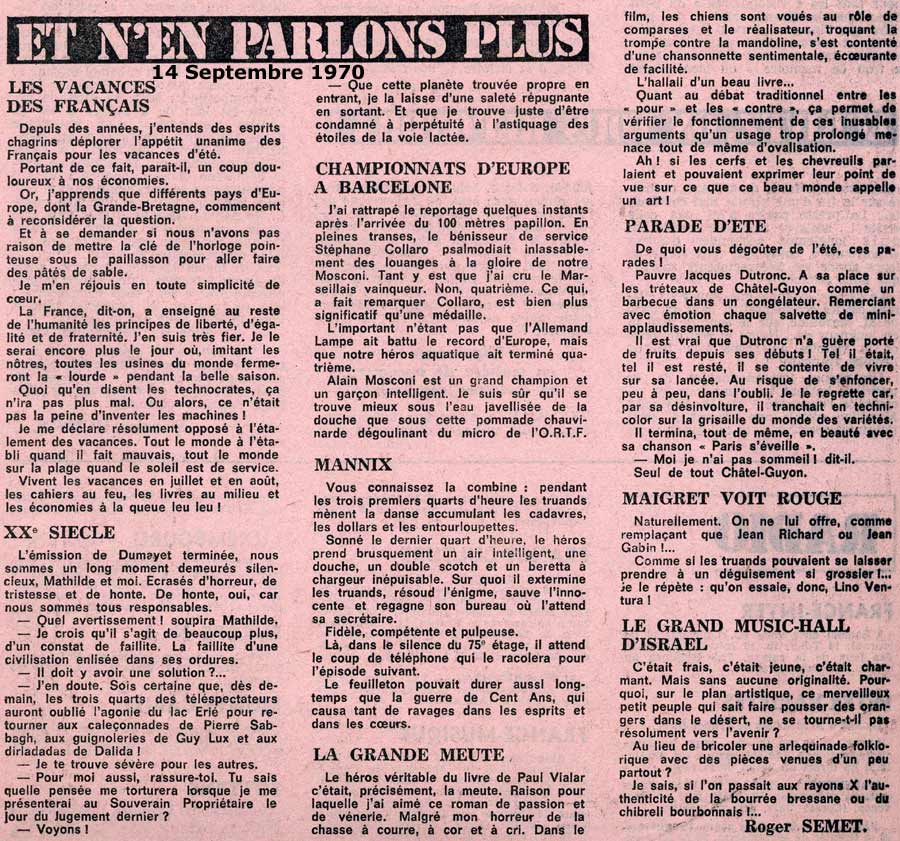 ET N'EN PARLONS PLUS
14 Septembre 1970
LES VACANCES
DES FRANÇAIS
Depuis des années, j'entends des esprits
chagrins déplorer l'appétit unanime des
Français pour les vacances d'été.
Portant de ce fait, parait-il, un coup dou-
loureux à nos économies.
Or, j'apprends que différents pays d'Eu-
rope, dont la Grande-Bretagne, commencent
à reconsidérer la question.
Et à se demander si nous n'avons pas
raison de mettre la clé de l'horloge poin-
teuse sous le paillasson pour aller faire
des pâtés de sable.
Je m'en réjouis en toute simplicité de
cœur.
La France, dit-on, a enseigné au reste
de l'humanité les principes de liberté, d'éga-
lité et de fraternité. J'en suis très fier. Je le
serai encore plus le jour où, imitant les
nôtres, toutes les usines du monde ferme-
ront la « lourde » pendant la belle saison.
Quoi qu'en disent les technocrates, ca
n'ira pas plus mal. Ou alors, ce n'était
pas la peine d'inventer les machines !
Je me déclare résolument opposé à l'éta-
lement des vacances. Tout le monde à l'éta-
bli quand il fait mauvais, tout le monde
sur la plage quand le soleil est de service.
Vivent les vacances en juillet et en août,
les cahiers au feu, les livres au milieu et
les économies à la queue leu leu !
XXe SIECLE
L'émission de Dumayet terminée, nous
sommes un long moment demeurés silen-
cieux, Mathilde et moi. Ecrasés d'horreur, de
tristesse et de honte. De honte, oui, car
nous sommes tous responsables.
— Quel avertissement ! soupira Mathilde.
— Je crois qu'il s'agit de beaucoup plus,
d'un constat de faillite. La faillite d'une
civilisation enlisée dans ses ordures.
— Il doit y avoir une solution ?...
— J'en doute. Sois certaine que, dès de-
main, les trois quarts des téléspectateurs
auront oublié l'agonie du lac Erié pour re-
tourner aux caleconnades de Pierre Sab-
bagh, aux guignoleries de Guy Lux et aux
dirladadas de Dalida !
— Je te trouve sévère pour les autres.
— Pour moi aussi, rassure-toi. Tu sais
quelle pensée me torturera lorsque je me
présenterai au Souverain Propriétaire le
jour du Jugement dernier ?
— Voyons !
— Que cette planète trouvée propre en
entrant, je la laisse d'une saleté répugnante
en sortant. Et que je trouve juste d'être
condamné à perpétuité à l'astiquage des
étoiles de la voie lactée.
CHAMPIONNATS D'EUROPE
A BARCELONE
J'ai rattrapé le reportage quelques instants
après l'arrivée du 100 mètres papillon. En
pleines transes, le bénisseur de service
Stéphane Collaro psalmodiait inlassable-
ment des louanges à la gloire de notre
Mosconi. Tant y est que j'ai cru le Mar-
seillais vainqueur. Non, quatrième. Ce qui,
a fait remarquer Collaro, est bien plus
significatif qu'une médaille.
L'important n'étant pas que l'Allemand
Lampe ait battu le record d'Europe, mais
que notre héros aquatique ait terminé qua-
trième.
Alain Mosconi est un grand champion et
un garçon intelligent. Je suis sûr qu'il se
trouve mieux sous l'eau javellisée de la
douche que sous cette pommade chauvi-
narde dégoulinant du micro de l'O.R.T.F.
MANNIX
Vous connaissez la combine : pendant
les trois premiers quarts d'heure les truands
mènent la danse accumulant les cadavres,
les dollars et les entourloupettes.
Sonné le dernier quart d'heure, le héros
prend brusquement un air intelligent, une
douche, un double scotch et un beretta à
chargeur inépuisable. Sur quoi il extermine
les truands, résoud l'énigme, sauve l'inno-
cente et regagne son bureau où l'attend
sa secrétaire.
Fidèle, compétente et pulpeuse.
Là, dans le silence du 75e étage, il attend
le coup de téléphone qui le racolera pour
l'épisode suivant.
Le feuilleton pouvait durer aussi long-
temps que la guerre de Cent Ans, qui
causa tant de ravages dans les esprits et
dans les cœurs.
LA GRANDE MEUTE
Le héros véritable du livre de Paul Vialar
c'était, précisément, la meute. Raison pour
laquelle j'ai aimé ce roman de passion et
de vénerie. Malgré mon horreur de la
chasse à courre, à cor et à cri. Dans le
film, les chiens sont voués au rôle de
comparses et le réalisateur, troquant la
trompe contre la mandoline, s'est contenté
d'une chansonnette sentimentale, écœurante
de facilité.
L'hallali d'un beau livre...
Quant au débat traditionnel entre les
« pour » et les « contre », ça permet de
vérifier le fonctionnement de ces inusables
arguments qu'un usage trop prolongé me-
nace tout de même d'ovalisation.
Ah ! si les cerfs et les chevreuils par-
laient et pouvaient exprimer leur point de
vue sur ce que ce beau monde appelle
un art !
PARADE D'ETE
De quoi vous dégoûter de l'été, ces pa-
rades !
Pauvre Jacques Dutronc. A sa place sur
les tréteaux de Châtel-Guyon comme un
barbecue dans un congélateur. Remerciant
avec émotion chaque salvette de mini-
applaudissements.
Il est vrai que Dutronc n'a guère porté
de fruits depuis ses débuts ! Tel il était,
tel il est resté, il se contente de vivre
sur sa lancée. Au risque de s'enfoncer,
peu à peu, dans l'oubli. Je le regrette car,
par sa désinvolture, il tranchait en techni-
color sur la grisaille du monde des variétés.
Il termina, tout de même, en beauté avec
sa chanson « Paris s'éveille ».
— Moi je n'ai pas sommeil ! dit-il.
Seul de tout Châtel-Guyon.
MAIGRET VOIT ROUGE
Naturellement. On ne lui offre, comme
remplaçant que Jean Richard ou Jean
Gabin !...
Comme si les truands pouvaient se laisser
prendre à un déguisement si grossier !...
Je le répète : qu'on essaie, donc, Lino Ven-
tura !
LE GRAND MUSIC-HALL
D'ISRAEL
C'était frais, c'était jeune, c'était char-
mant. Mais sans aucune originalité. Pour-
quoi, sur le plan artistique, ce merveilleux
petit peuple qui sait faire pousser des oran-
gers dans le désert, ne se tourne-t-il pas
résolument vers l'avenir ?
Au lieu de bricoler une arlequinade folklo-
rique avec des pièces venues d'un peu
partout ?
Je sais, si l'on passait aux rayons X l'au-
thenticité de la bourrée bressane ou du
chibreli bourbonnais !...
Roger SEMET.